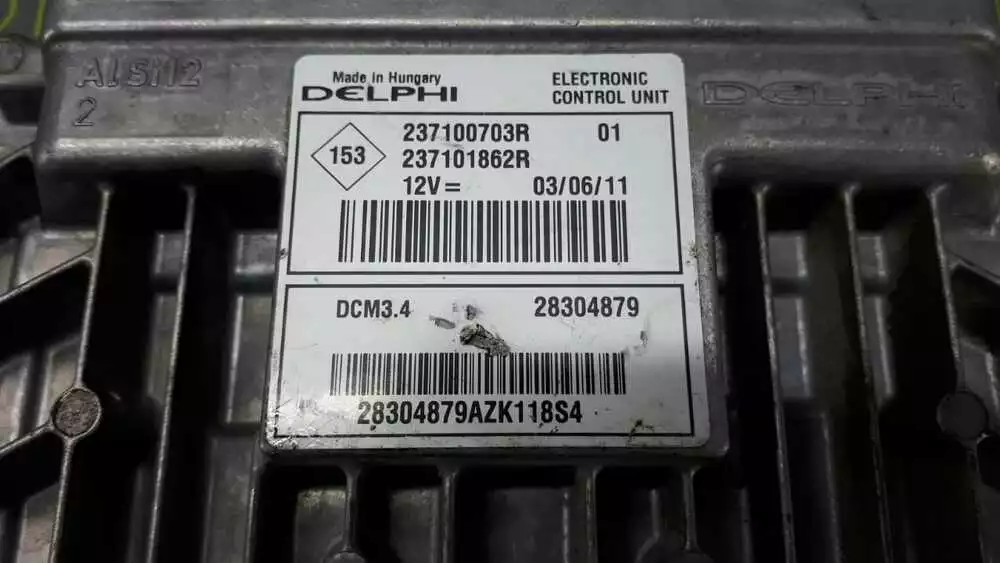 AlSi12
2
DELPHI
Made in Hungary
DELPHI
ELECTRONIC
CONTROL UNIT
153
237100703R 01
237101862R
12V= 03/06/11
DCM3.4 28304879
28304879AZK118S4